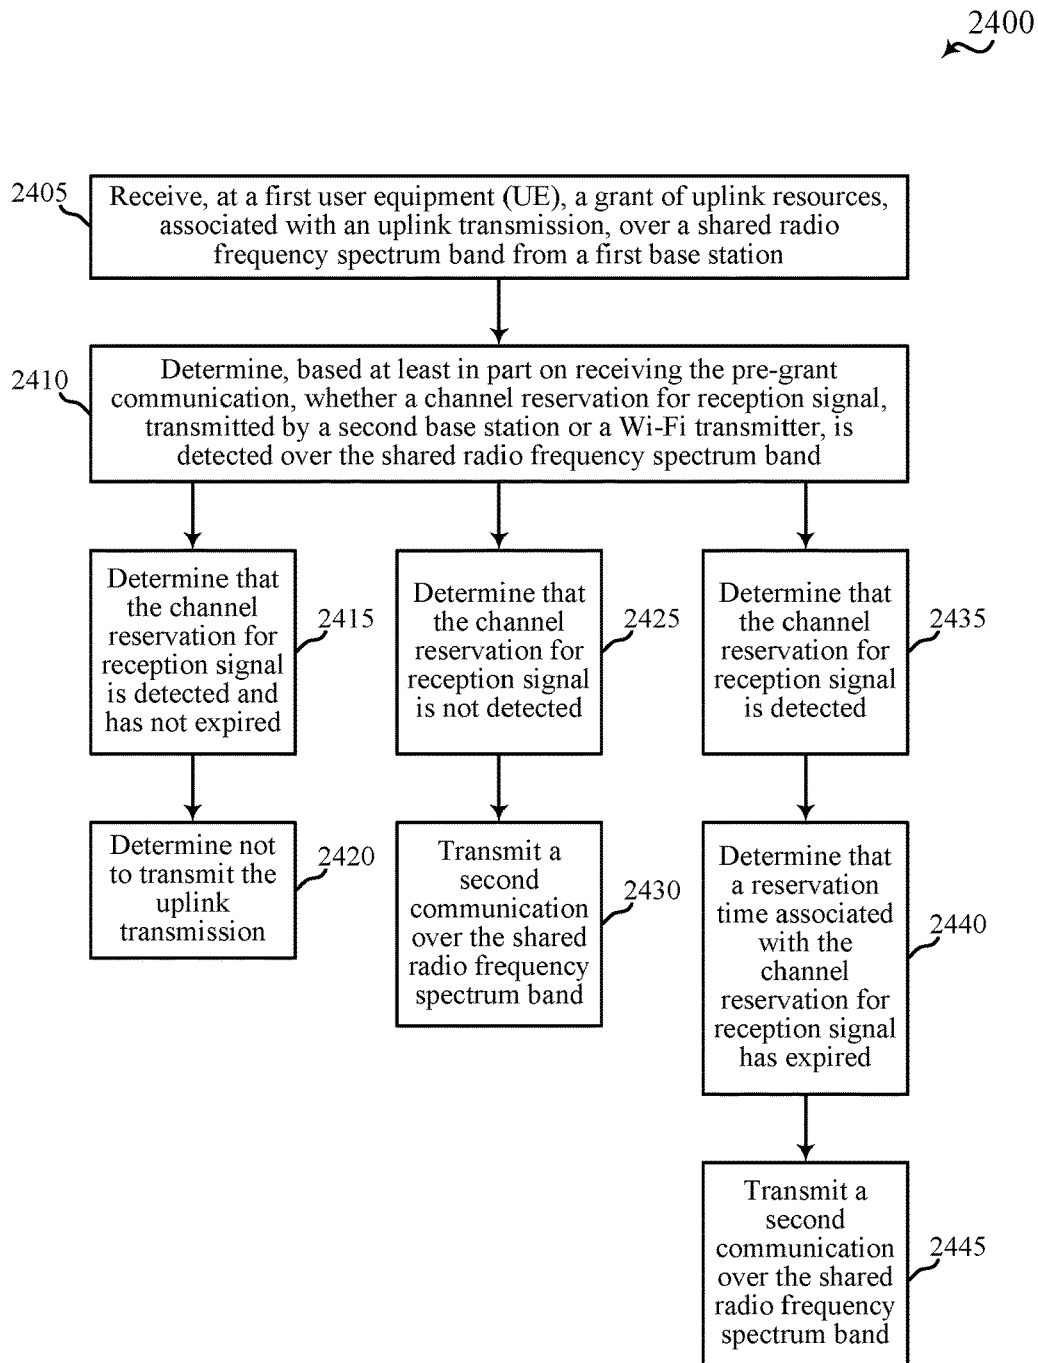 2400
2405
Receive, at a first user equipment (UE), a grant of uplink resources,
associated with an uplink transmission, over a shared radio
frequency spectrum band from a first base station
2410
Determine, based at least in part on receiving the pre-grant
communication, whether a channel reservation for reception signal,
transmitted by a second base station or a Wi-Fi transmitter, is
detected over the shared radio frequency spectrum band
Determine that
the channel
reservation for
reception signal
is detected and
has not expired
2415
Determine that
the channel
reservation for
reception signal
is not detected
2425
Determine that
the channel
reservation for
reception signal
is detected
2435
Determine not
to transmit the
uplink
transmission
2420
Transmit a
second
communication
over the shared
radio frequency
spectrum band
2430
Determine that
a reservation
time associated
with the
channel
reservation for
reception signal
has expired
2440
Transmit a
second
communication
over the shared
radio frequency
spectrum band
2445